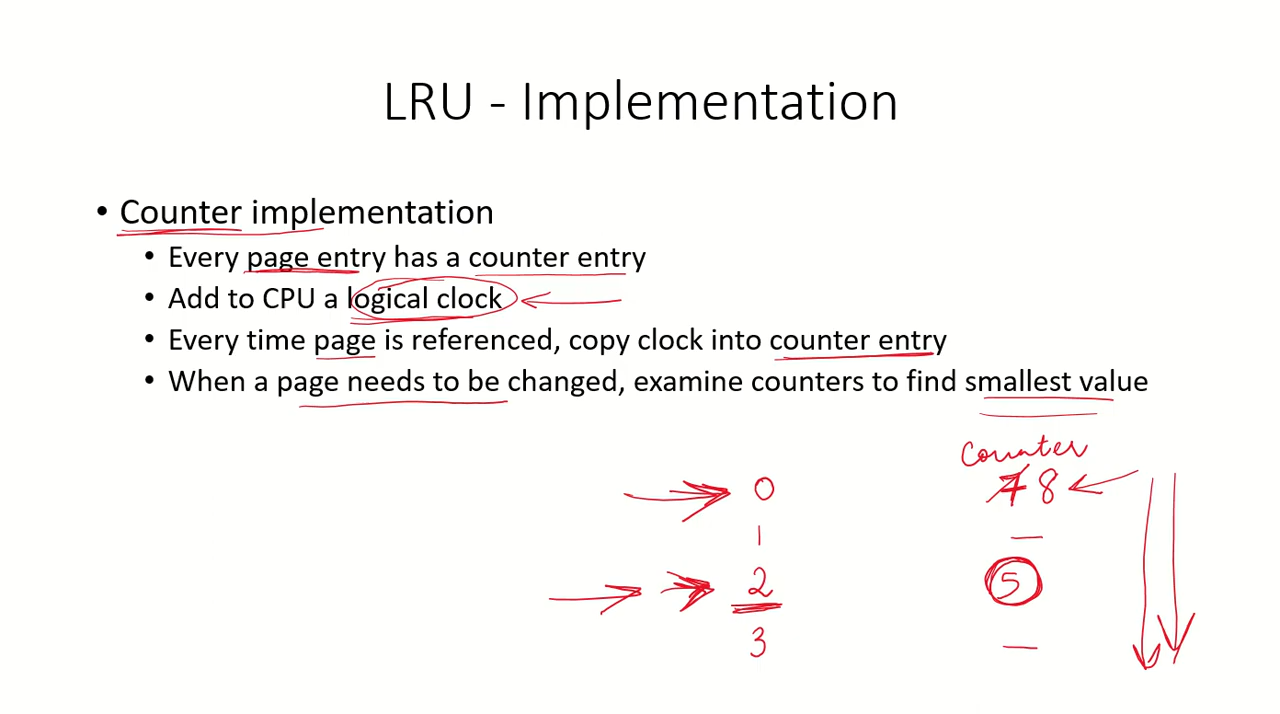 LRU - Implementation
• Counter implementation
• Every page entry has a counter entry
• Add to CPU a logical clock
• Every time page is referenced, copy clock into counter entry
• When a page needs to be changed, examine counters to find smallest value
Counter
0 7 8
1 —
2 5
3 —